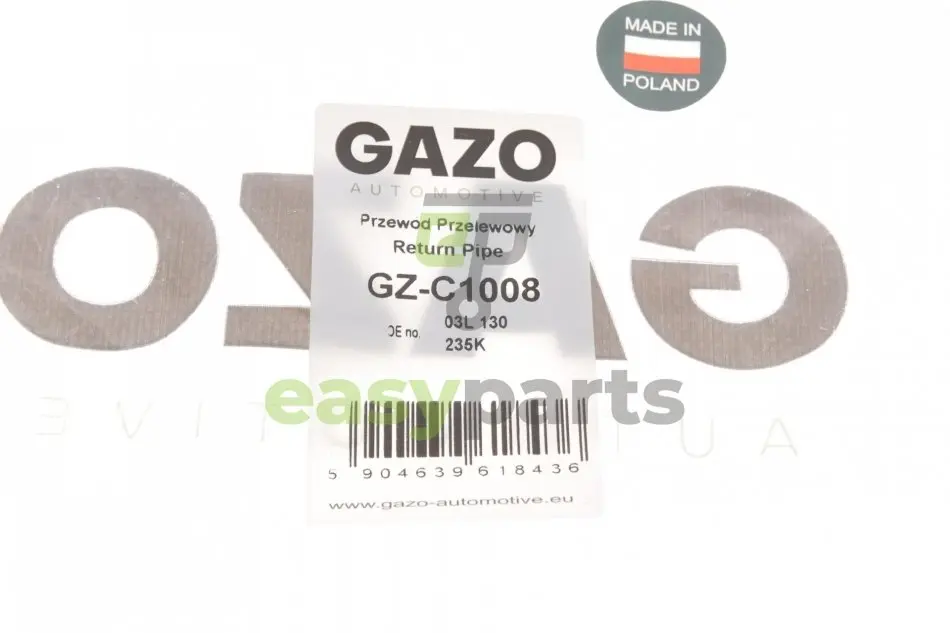 MADE IN
POLAND
GAZO
AUTOMOTIVE
Przewod Przelewowy
Return Pipe
GZ-C1008
OE no. 03L 130
235K
easyparts
5 904639 618436
www.gazo-automotive.eu
GAZO